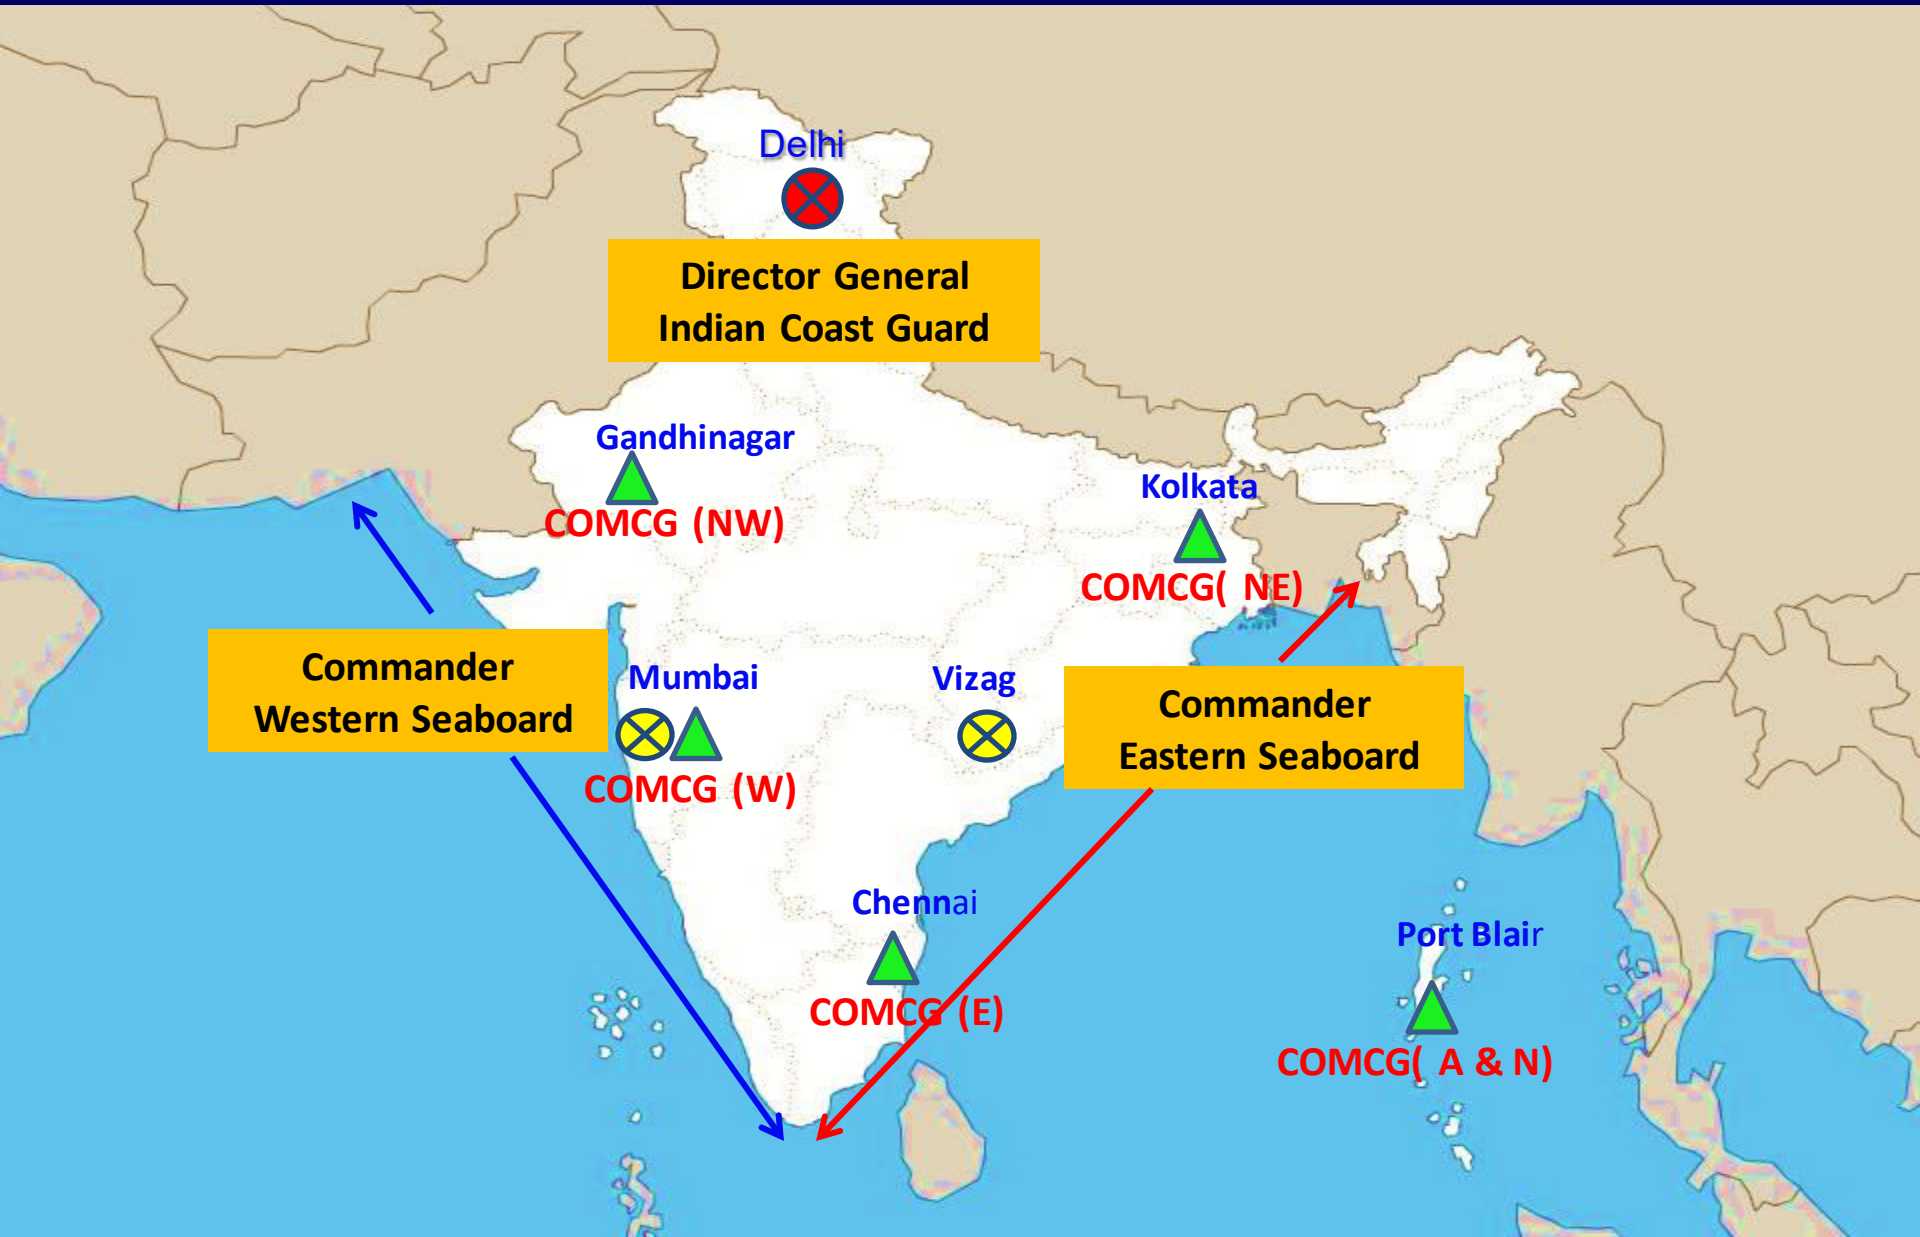 Delhi
Director General
Indian Coast Guard
Gandhinagar
COMCG (NW)
Kolkata
COMCG( NE)
Commander
Western Seaboard
Mumbai
COMCG (W)
Vizag
Commander
Eastern Seaboard
Chennai
COMCG (E)
Port Blair
COMCG( A & N)